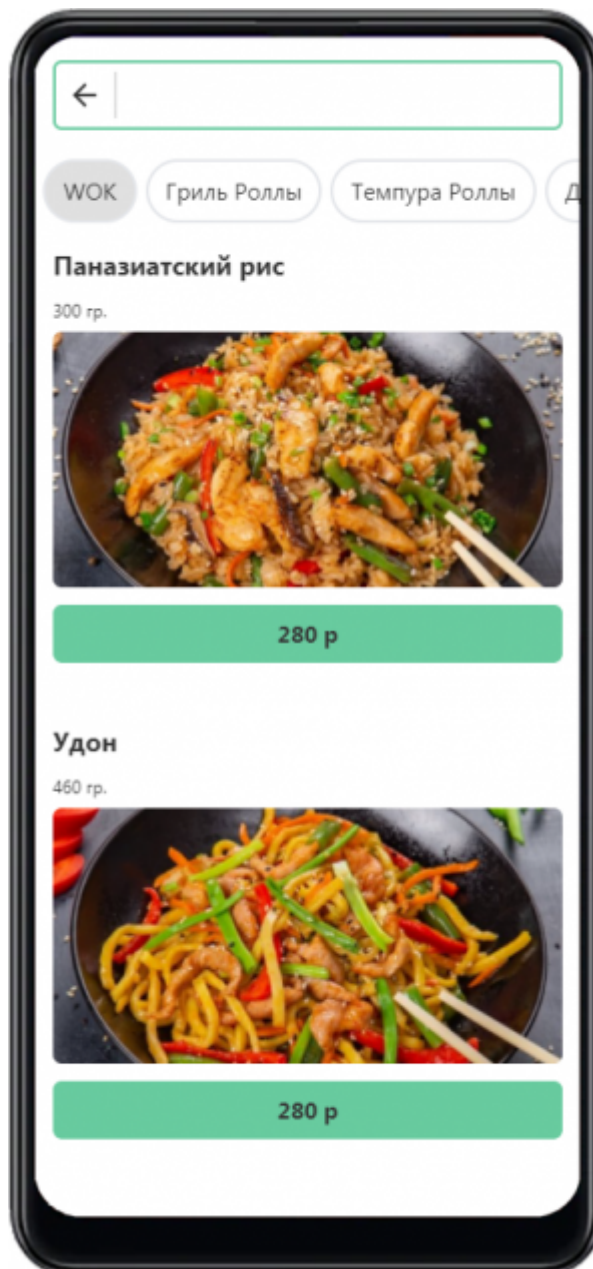 WOK Гриль Роллы Темпура Роллы Д
Паназиатский рис
300 гр.
280 р
Удон
460 гр.
280 р